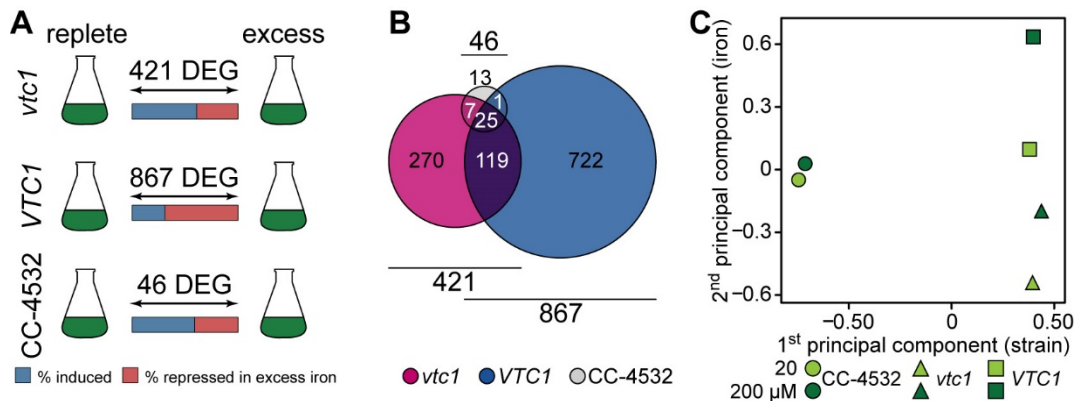 A
replete
excess
vtc1
421 DEG
VTC1
867 DEG
CC-4532
46 DEG
% induced
% repressed in excess iron
B
46
13
7
1
25
270
119
722
421
867
vtc1
VTC1
CC-4532
C
2nd principal component (iron)
0.6
0.3
0
−0.3
−0.6
−0.50
0
0.50
1st principal component (strain)
20
200 µM
CC-4532
vtc1
VTC1